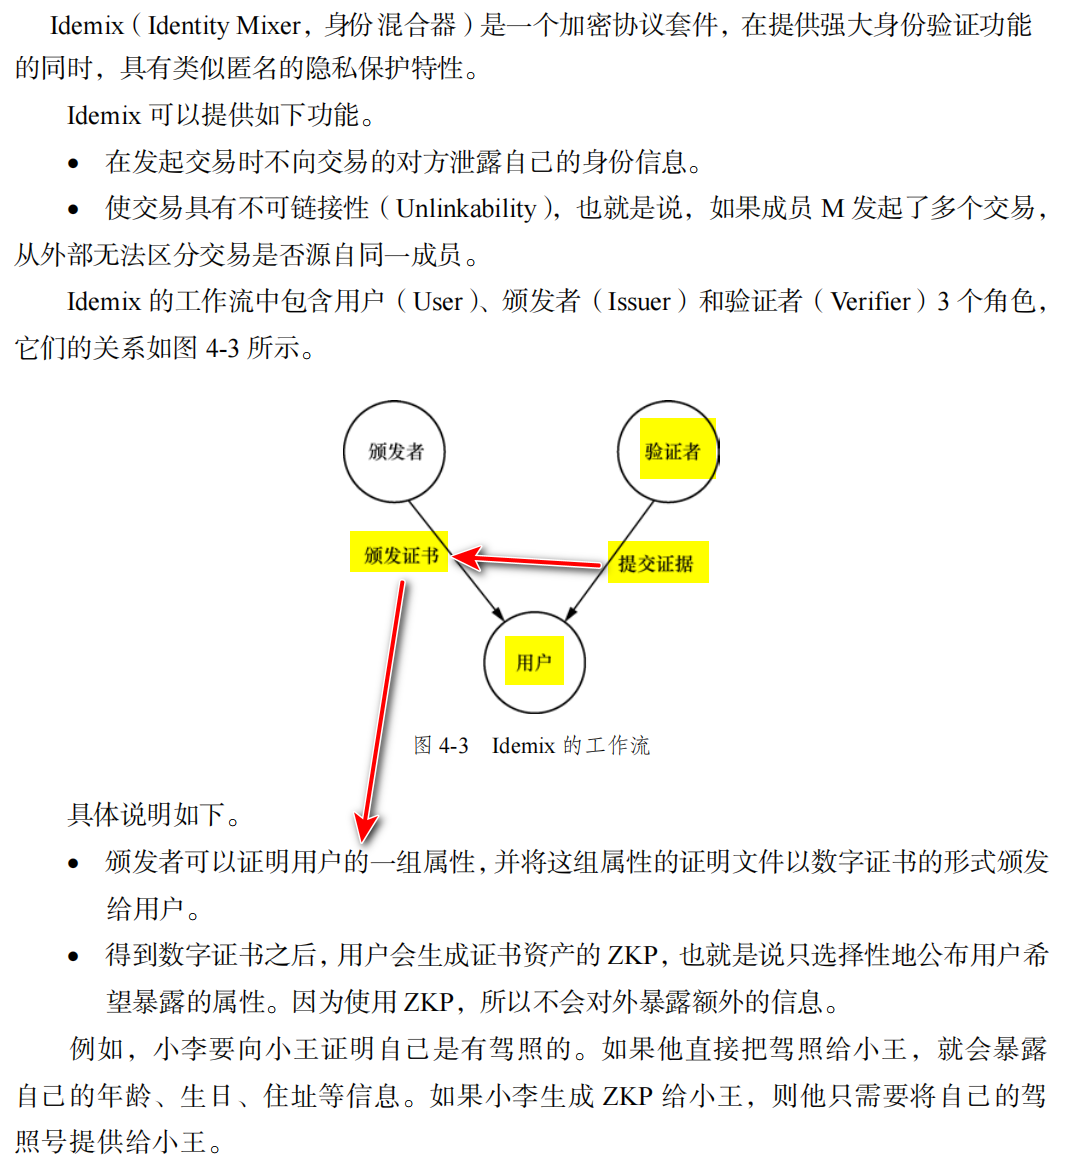 Idemix（Identity Mixer，身份混合器）是一个加密协议套件，在提供强大身份验证功能
的同时，具有类似匿名的隐私保护特性。
Idemix 可以提供如下功能。
● 在发起交易时不向交易的对方泄露自己的身份信息。
● 使交易具有不可链接性（Unlinkability），也就是说，如果成员 M 发起了多个交易，
从外部无法区分交易是否源自同一成员。
Idemix 的工作流中包含用户（User）、颁发者（Issuer）和验证者（Verifier）3 个角色，
它们的关系如图 4-3 所示。
颁发者
验证者
颁发证书
提交证据
用户
图 4-3 Idemix 的工作流
具体说明如下。
● 颁发者可以证明用户的一组属性，并将这组属性的证明文件以数字证书的形式颁发
给用户。
● 得到数字证书之后，用户会生成证书资产的 ZKP，也就是说只选择性地公布用户希
望暴露的属性。因为使用 ZKP，所以不会对外暴露额外的信息。
例如，小李要向小王证明自己是有驾照的。如果他直接把驾照给小王，就会暴露
自己的年龄、生日、住址等信息。如果小李生成 ZKP 给小王，则他只需要将自己的驾
照号提供给小王。